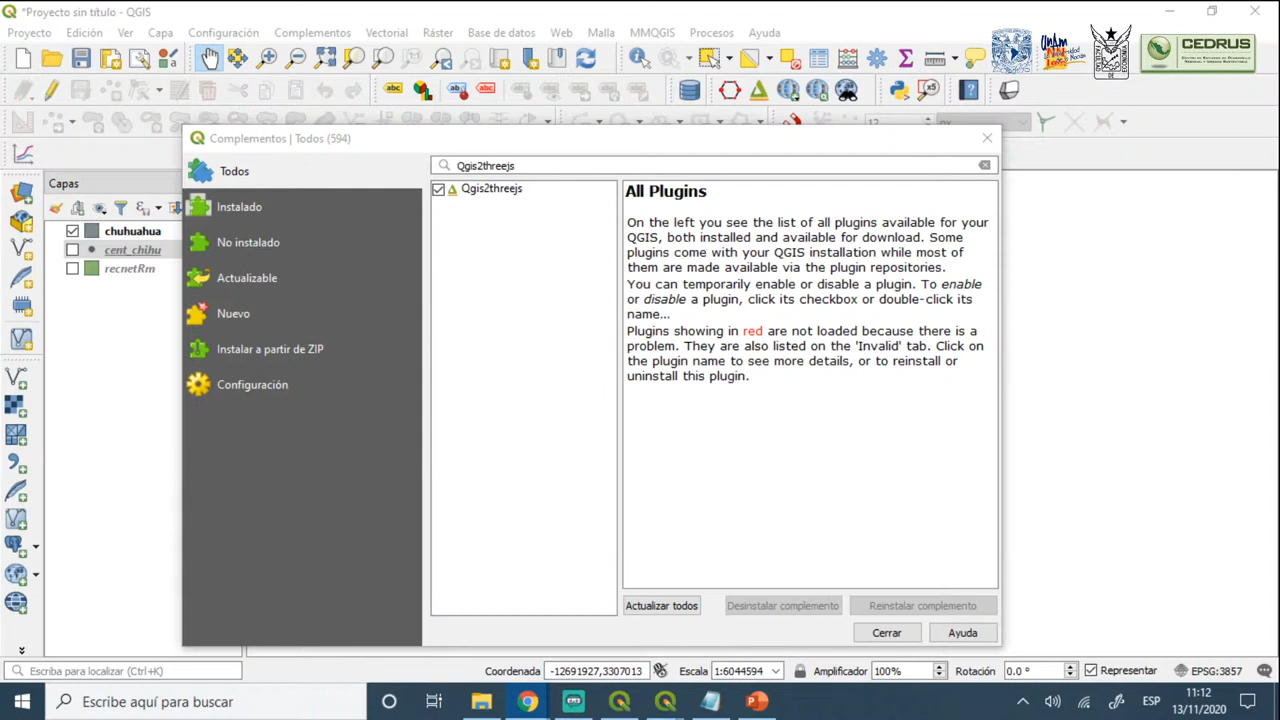 *Proyecto sin título - QGIS
Proyecto Edición Ver Capa Configuración Complementos Vectorial Ráster Base de datos Web Malla MMQGIS Procesos Ayuda
CEDRUS
Complementos | Todos (594)
Todos
Instalado
No instalado
Actualizable
Nuevo
Instalar a partir de ZIP
Configuración
Qgis2threejs
Qgis2threejs
All Plugins
On the left you see the list of all plugins available for your
QGIS, both installed and available for download. Some
plugins come with your QGIS installation while most of
them are made available via the plugin repositories.
You can temporarily enable or disable a plugin. To enable
or disable a plugin, click its checkbox or double-click its
name...
Plugins showing in red are not loaded because there is a
problem. They are also listed on the 'Invalid' tab. Click on
the plugin name to see more details, or to reinstall or
uninstall this plugin.
Actualizar todos Desinstalar complemento Reinstalar complemento
Cerrar Ayuda
Capas
chuhuahua
cent_chihu
recnetRm
Escriba para localizar (Ctrl+K) Coordenada -12691927,3307013 Escala 1:6044594 Amplificador 100% Rotación 0.0 ° Representar EPSG:3857
Escribe aquí para buscar
ESP
11:12
13/11/2020